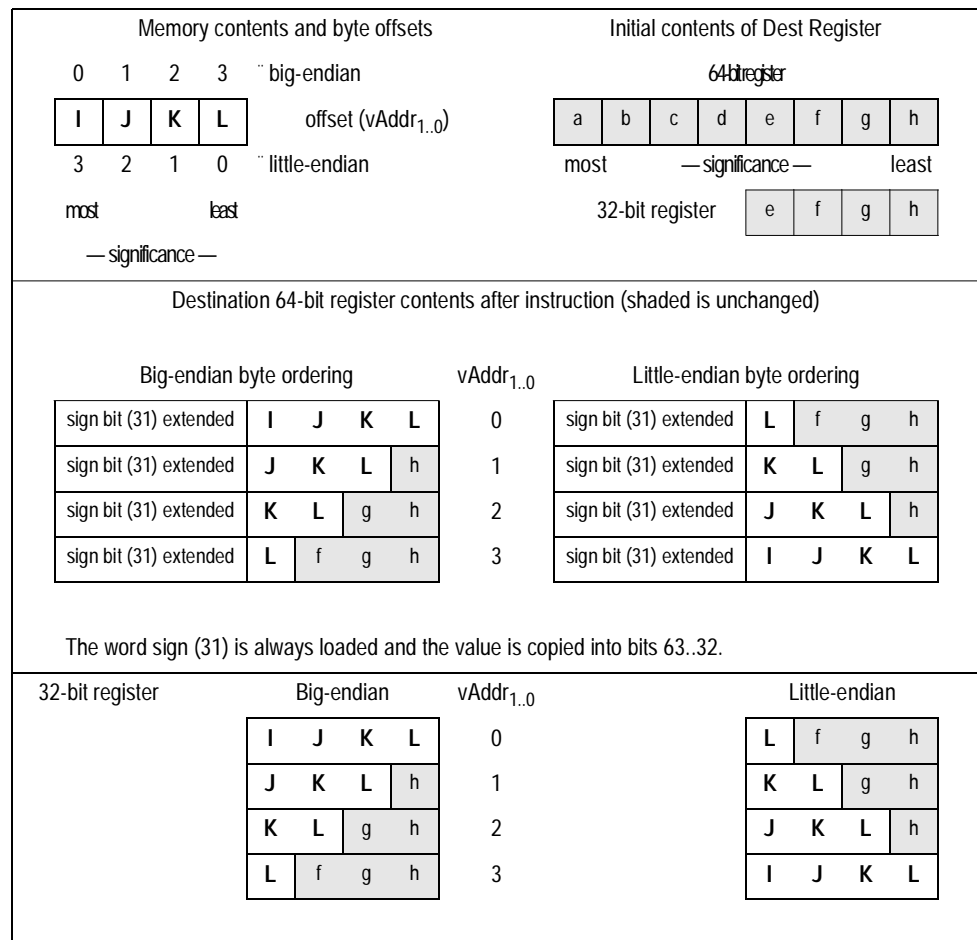 Memory contents and byte offsets Initial contents of Dest Register
0 1 2 3 ¨ big-endian 64-bit register
I J K L offset (vAddr1..0) a b c d e f g h
3 2 1 0 ¨ little-endian most — significance — least
most least 32-bit register e f g h
— significance —
Destination 64-bit register contents after instruction (shaded is unchanged)
Big-endian byte ordering vAddr1..0 Little-endian byte ordering
sign bit (31) extended I J K L 0 sign bit (31) extended L f g h
sign bit (31) extended J K L h 1 sign bit (31) extended K L g h
sign bit (31) extended K L g h 2 sign bit (31) extended J K L h
sign bit (31) extended L f g h 3 sign bit (31) extended I J K L
The word sign (31) is always loaded and the value is copied into bits 63..32.
32-bit register Big-endian vAddr1..0 Little-endian
I J K L 0 L f g h
J K L h 1 K L g h
K L g h 2 J K L h
L f g h 3 I J K L